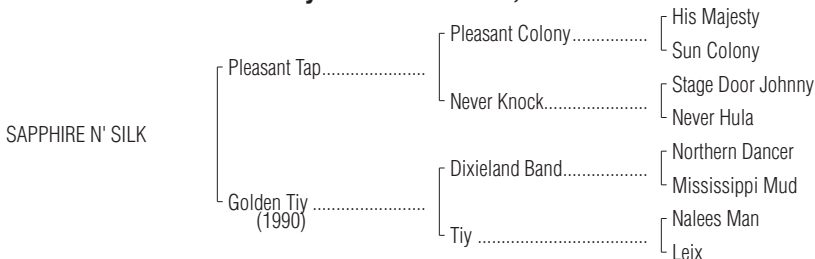 His Majesty
Pleasant Colony................
Sun Colony
Pleasant Tap.....................
Stage Door Johnny
Never Knock.....................
Never Hula
SAPPHIRE N' SILK
Northern Dancer
Dixieland Band.................
Mississippi Mud
Golden Tiy .......................
(1990)
Nalees Man
Tiy ..................................
Leix